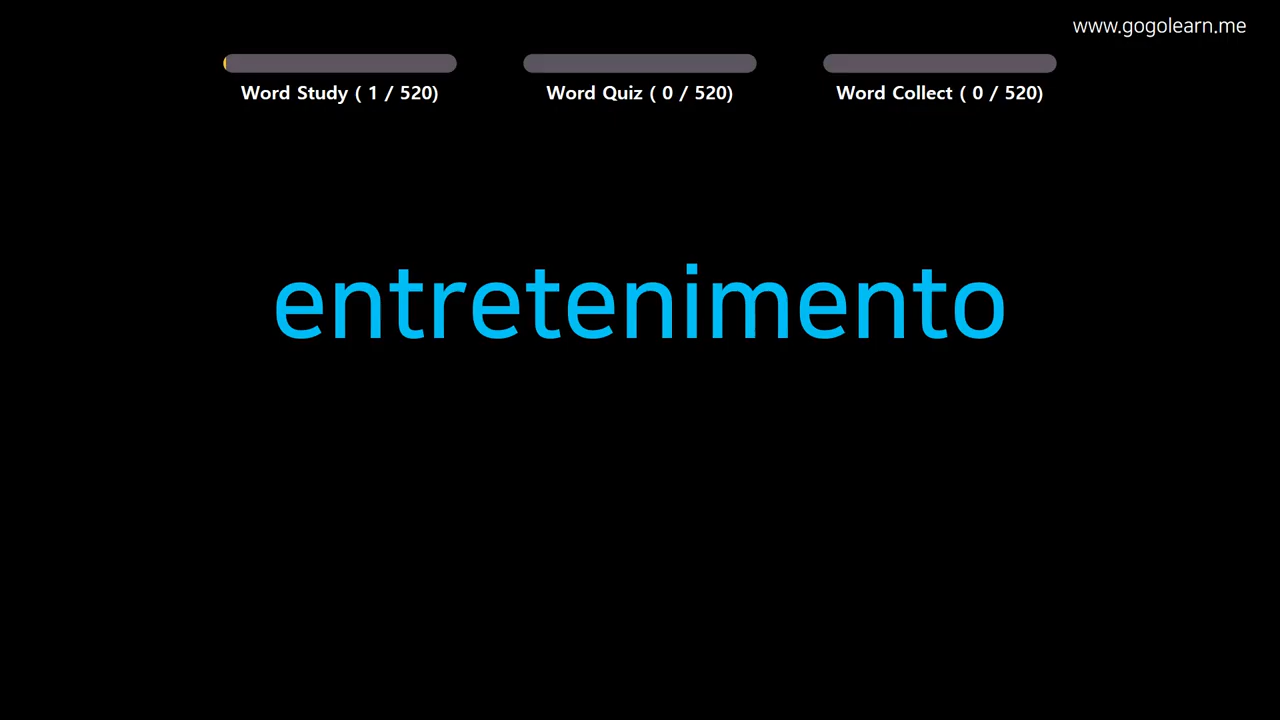 www.gogolearn.me
Word Study ( 1 / 520)
Word Quiz ( 0 / 520)
Word Collect ( 0 / 520)
entretenimento